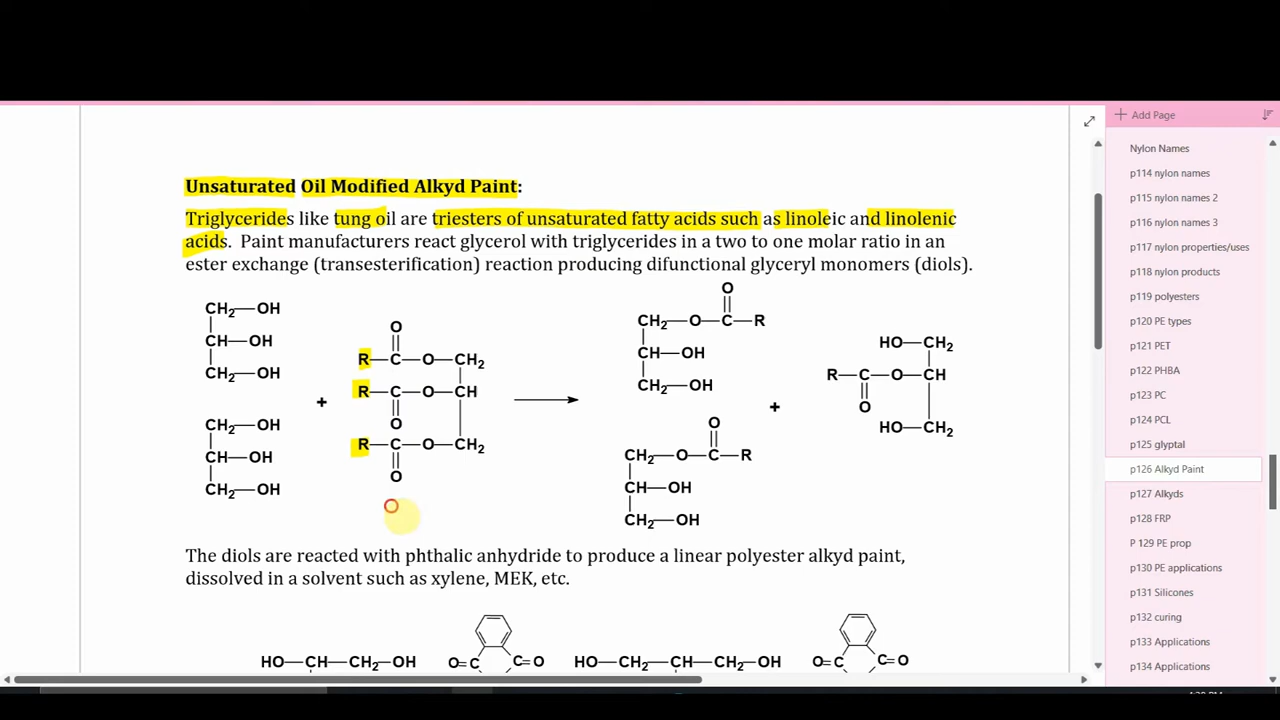 Unsaturated Oil Modified Alkyd Paint:
Triglycerides like tung oil are triesters of unsaturated fatty acids such as linoleic and linolenic
acids. Paint manufacturers react glycerol with triglycerides in a two to one molar ratio in an
ester exchange (transesterification) reaction producing difunctional glyceryl monomers (diols).
CH2—OH
CH—OH
CH2—OH
CH2—OH
CH—OH
CH2—OH
+
O
R—C—O—CH2
R—C—O—CH
O
R—C—O—CH2
O
O
CH2—O—C—R
CH—OH
CH2—OH
O
CH2—O—C—R
CH—OH
CH2—OH
+
HO—CH2
R—C—O—CH
O
HO—CH2
The diols are reacted with phthalic anhydride to produce a linear polyester alkyd paint,
dissolved in a solvent such as xylene, MEK, etc.
HO—CH—CH2—OH
O=C C=O
HO—CH2—CH—CH2—OH
O=C C=O
Add Page
Nylon Names
p114 nylon names
p115 nylon names 2
p116 nylon names 3
p117 nylon properties/uses
p118 nylon products
p119 polyesters
p120 PE types
p121 PET
p122 PHBA
p123 PC
p124 PCL
p125 glyptal
p126 Alkyd Paint
p127 Alkyds
p128 FRP
P 129 PE prop
p130 PE applications
p131 Silicones
p132 curing
p133 Applications
p134 Applications